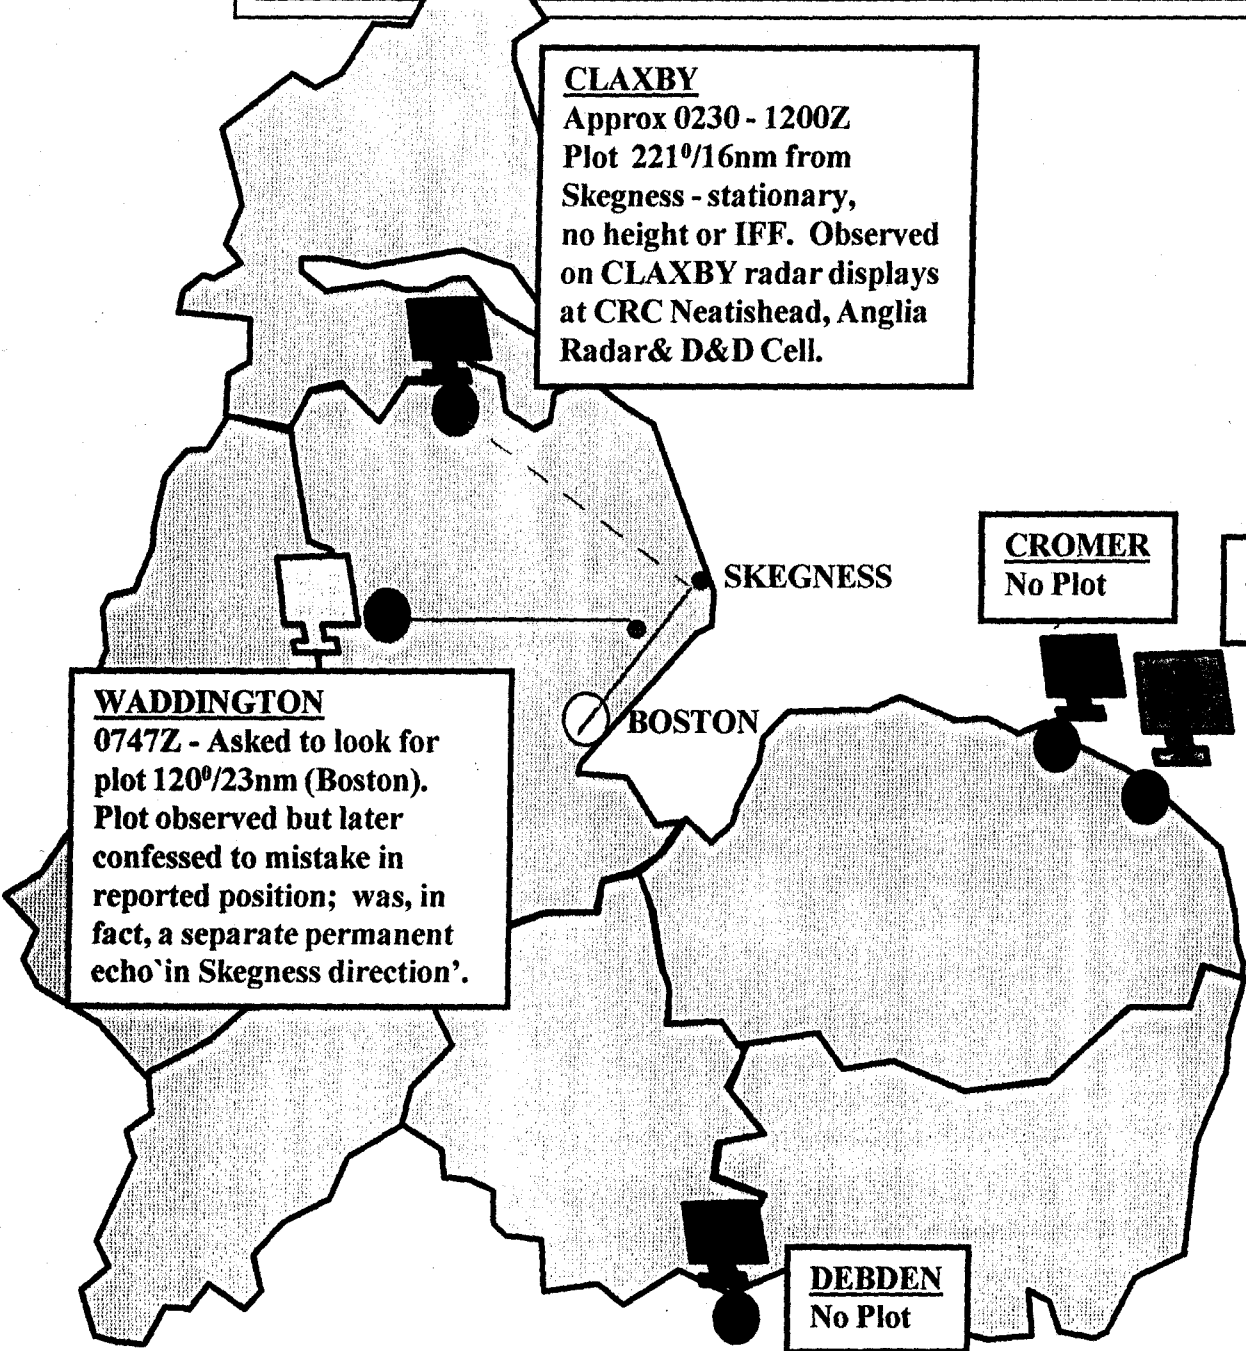 CLAXBY
Approx 0230 - 1200Z
Plot 221⁰/16nm from
Skegness - stationary,
no height or IFF. Observed
on CLAXBY radar displays
at CRC Neatishead, Anglia
Radar& D&D Cell.
CROMER
No Plot
SKEGNESS
WADDINGTON
0747Z - Asked to look for
plot 120⁰/23nm (Boston).
Plot observed but later
confessed to mistake in
reported position; was, in
fact, a separate permanent
echo`in Skegness direction’.
BOSTON
DEBDEN
No Plot